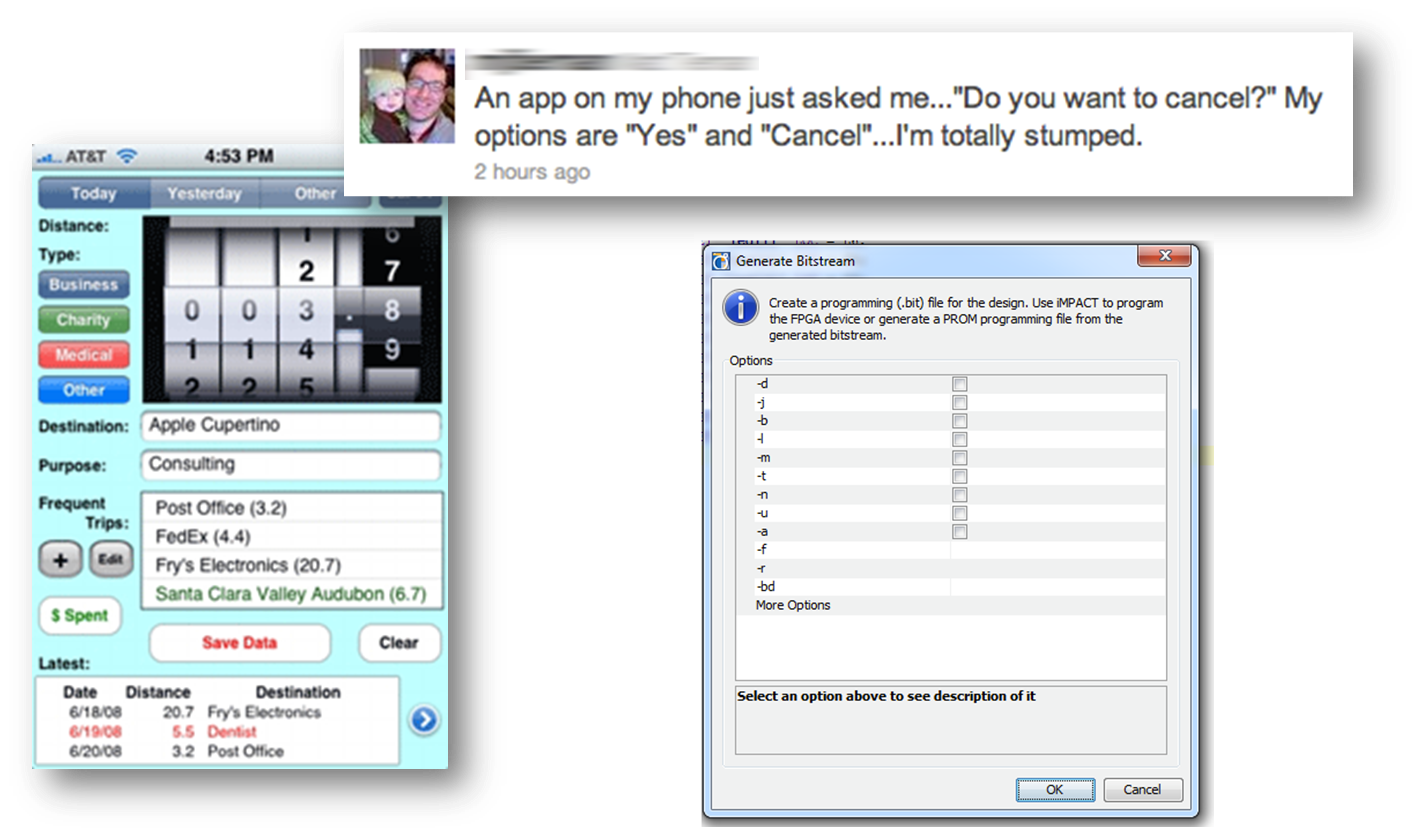 An app on my phone just asked me..."Do you want to cancel?" My
options are "Yes" and "Cancel"...I'm totally stumped.
2 hours ago
AT&T 4:53 PM
Today Yesterday Other
Distance:
Type:
Business
Charity
Medical
Other
1 6
2 7
0 0 3 . 8
1 1 4 9
2 2 5
Destination: Apple Cupertino
Purpose: Consulting
Frequent
Trips:
+ Edit
Post Office (3.2)
FedEx (4.4)
Fry's Electronics (20.7)
Santa Clara Valley Audubon (6.7)
$ Spent
Save Data Clear
Latest:
Date Distance Destination
6/18/08 20.7 Fry's Electronics
6/19/08 5.5 Dentist
6/20/08 3.2 Post Office
Generate Bitstream
Create a programming (.bit) file for the design. Use iMPACT to program
the FPGA device or generate a PROM programming file from the
generated bitstream.
Options
-d
-j
-b
-l
-m
-t
-n
-u
-a
-f
-r
-bd
More Options
Select an option above to see description of it
OK Cancel